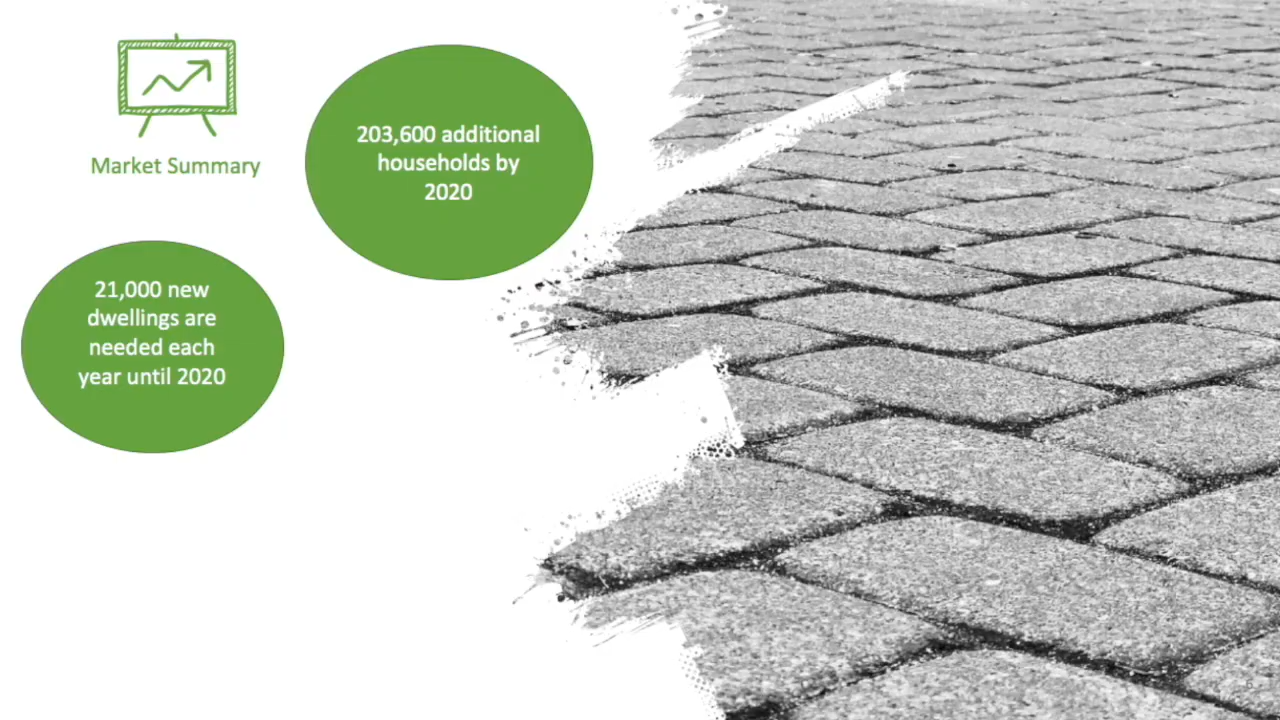 Market Summary
203,600 additional
households by
2020
21,000 new
dwellings are
needed each
year until 2020